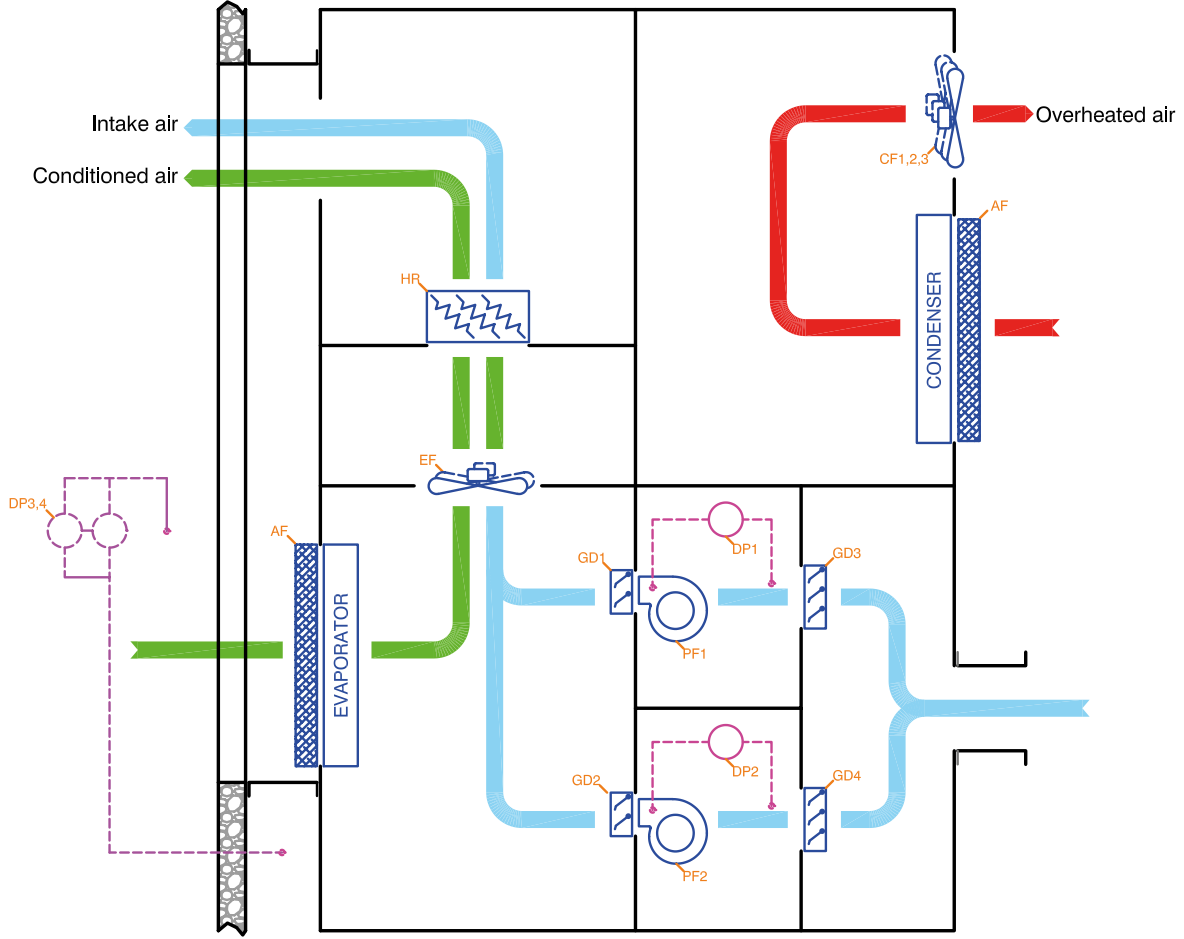 Intake air
Overheated air
CF1,2,3
Conditioned air
AF
HR
CONDENSER
EF
DP3,4
AF
DP1
GD1
GD3
EVAPORATOR
PF1
DP2
GD2
GD4
PF2